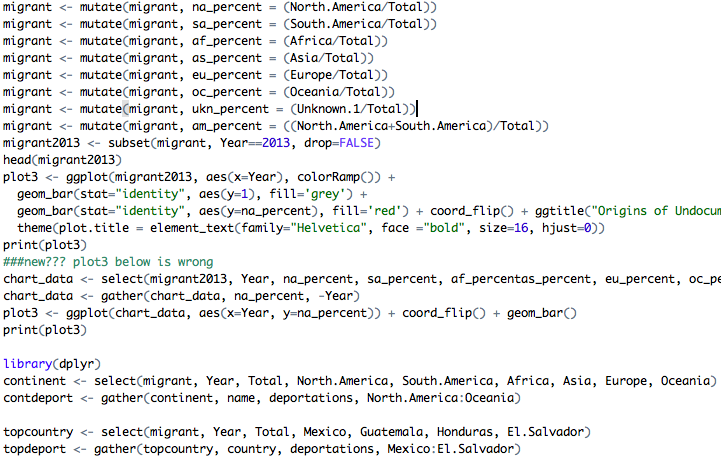 migrant <- mutate(migrant, na_percent = (North.America/Total))
migrant <- mutate(migrant, sa_percent = (South.America/Total))
migrant <- mutate(migrant, af_percent = (Africa/Total))
migrant <- mutate(migrant, as_percent = (Asia/Total))
migrant <- mutate(migrant, eu_percent = (Europe/Total))
migrant <- mutate(migrant, oc_percent = (Oceania/Total))
migrant <- mutate(migrant, ukn_percent = (Unknown.1/Total))
migrant <- mutate(migrant, am_percent = ((North.America+South.America)/Total))
migrant2013 <- subset(migrant, Year==2013, drop=FALSE)
head(migrant2013)
plot3 <- ggplot(migrant2013, aes(x=Year), colorRamp()) +
geom_bar(stat="identity", aes(y=1), fill='grey') +
geom_bar(stat="identity", aes(y=na_percent), fill='red') + coord_flip() + ggtitle("Origins of Undocum
theme(plot.title = element_text(family="Helvetica", face ="bold", size=16, hjust=0))
print(plot3)
###new??? plot3 below is wrong
chart_data <- select(migrant2013, Year, na_percent, sa_percent, af_percentas_percent, eu_percent, oc_pe
chart_data <- gather(chart_data, na_percent, -Year)
plot3 <- ggplot(chart_data, aes(x=Year, y=na_percent)) + coord_flip() + geom_bar()
print(plot3)
library(dplyr)
continent <- select(migrant, Year, Total, North.America, South.America, Africa, Asia, Europe, Oceania)
contdeport <- gather(continent, name, deportations, North.America:Oceania)
topcountry <- select(migrant, Year, Total, Mexico, Guatemala, Honduras, El.Salvador)
topdeport <- gather(topcountry, country, deportations, Mexico:El.Salvador)